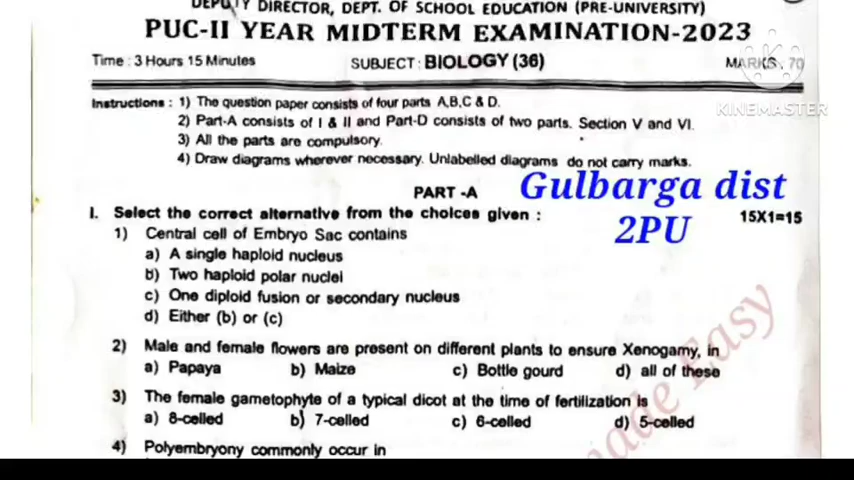 DEPUTY DIRECTOR, DEPT. OF SCHOOL EDUCATION (PRE-UNIVERSITY)
PUC-II YEAR MIDTERM EXAMINATION-2023
Time : 3 Hours 15 Minutes SUBJECT : BIOLOGY (36) MARKS. 70
KINEMASTER
Instructions : 1) The question paper consists of four parts A,B,C & D.
2) Part-A consists of I & II and Part-D consists of two parts. Section V and VI.
3) All the parts are compulsory.
4) Draw diagrams wherever necessary. Unlabelled diagrams do not carry marks.
PART -A Gulbarga dist
I. Select the correct alternative from the choices given : 15X1=15
2PU
1) Central cell of Embryo Sac contains
a) A single haploid nucleus
b) Two haploid polar nuclei
c) One diploid fusion or secondary nucleus
d) Either (b) or (c)
2) Male and female flowers are present on different plants to ensure Xenogamy, in
a) Papaya b) Maize c) Bottle gourd d) all of these
3) The female gametophyte of a typical dicot at the time of fertilization is
a) 8-celled b) 7-celled c) 6-celled d) 5-celled
4) Polyembryony commonly occur in
made Easy